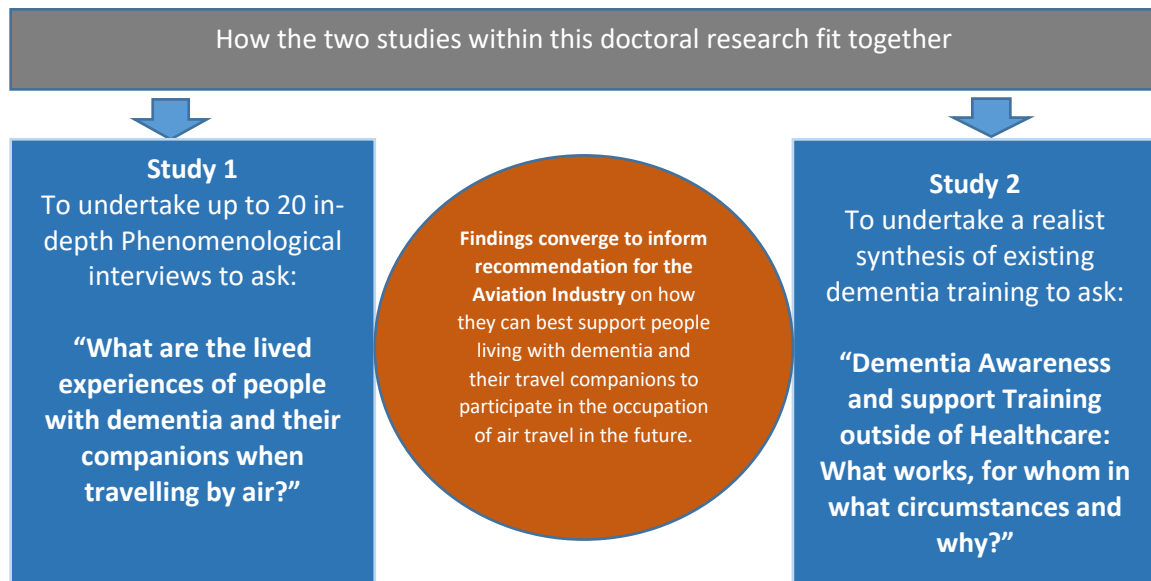 How the two studies within this doctoral research fit together
Study 1
To undertake up to 20 in-
depth Phenomenological
interviews to ask:
“What are the lived
experiences of people
with dementia and their
companions when
travelling by air?”
Findings converge to inform
recommendation for the
Aviation Industry on how
they can best support people
living with dementia and
their travel companions to
participate in the occupation
of air travel in the future.
Study 2
To undertake a realist
synthesis of existing
dementia training to ask:
“Dementia Awareness
and support Training
outside of Healthcare:
What works, for whom in
what circumstances and
why?”